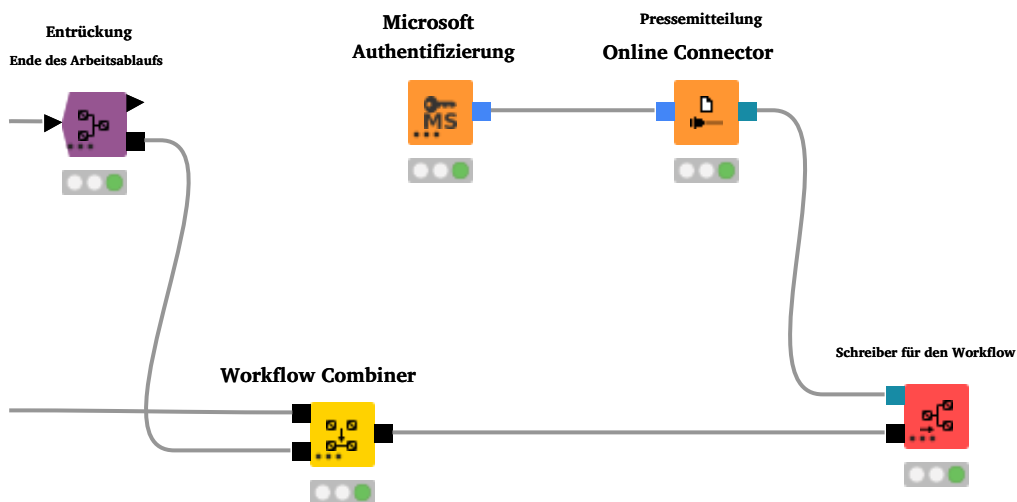 Entrückung
Ende des Arbeitsablaufs
Microsoft
Authentifizierung
Pressemitteilung
Online Connector
MS
Workflow Combiner
Schreiber für den Workflow